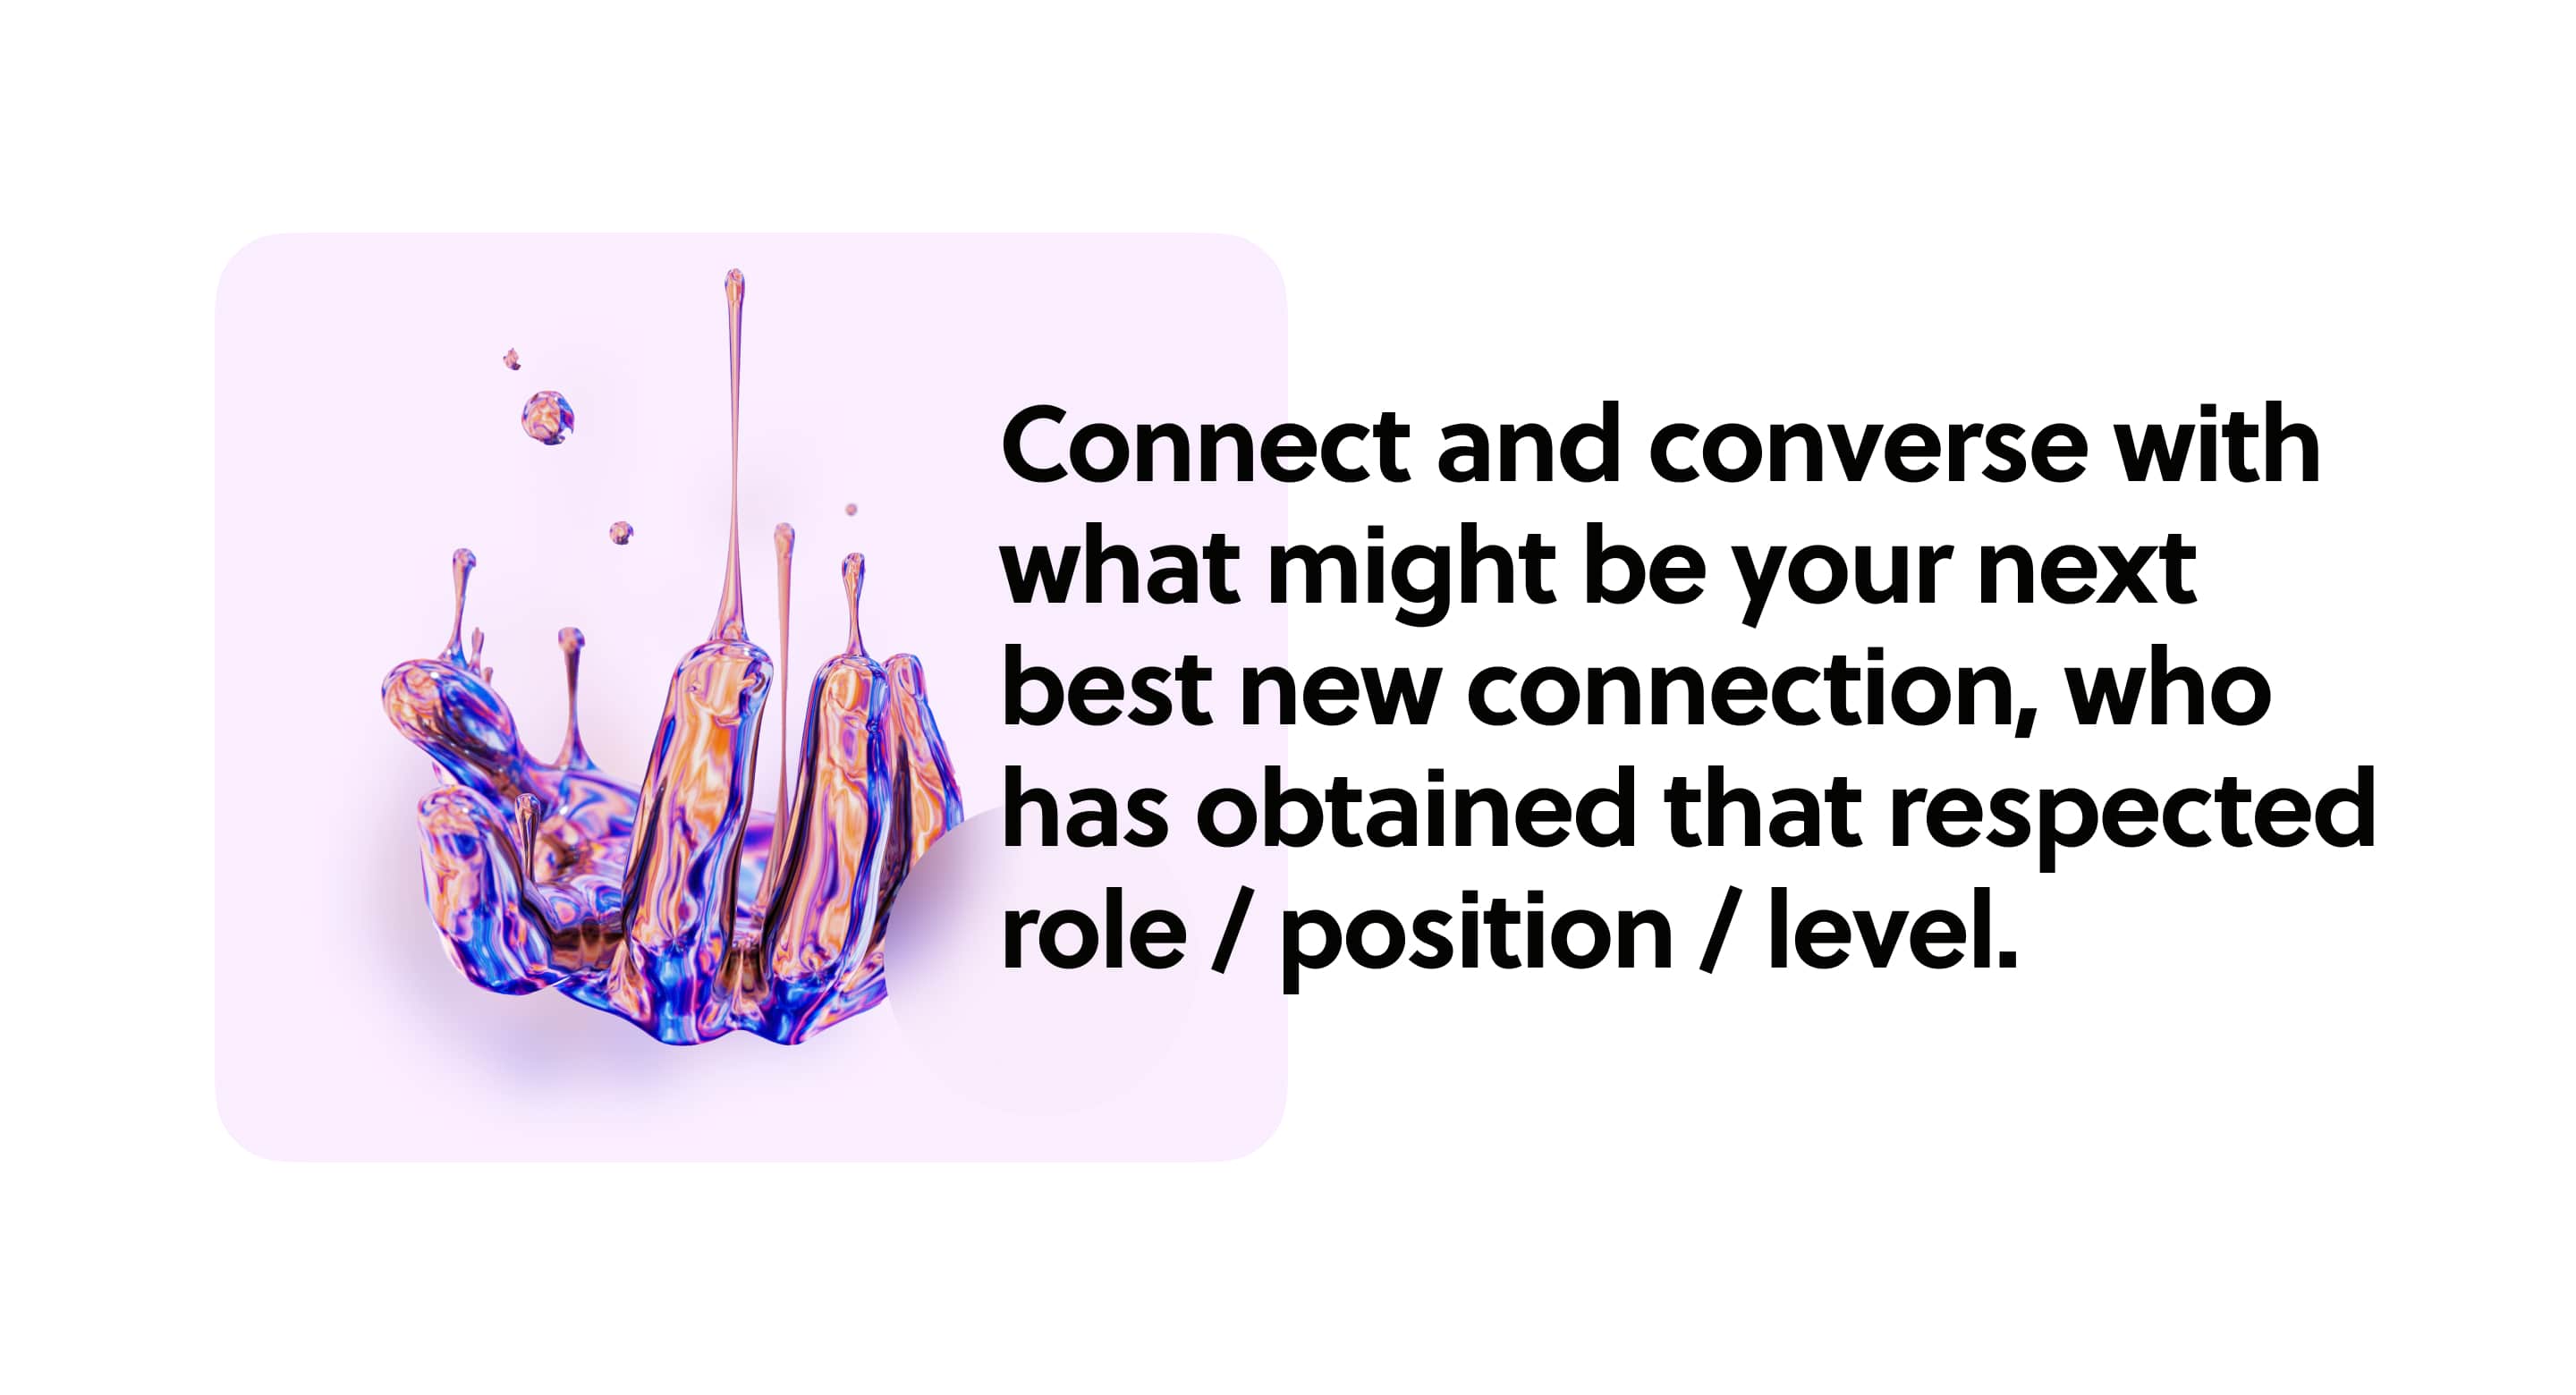 Connect and converse with
what might be your next
best new connection, who
has obtained that respected
role / position / level.